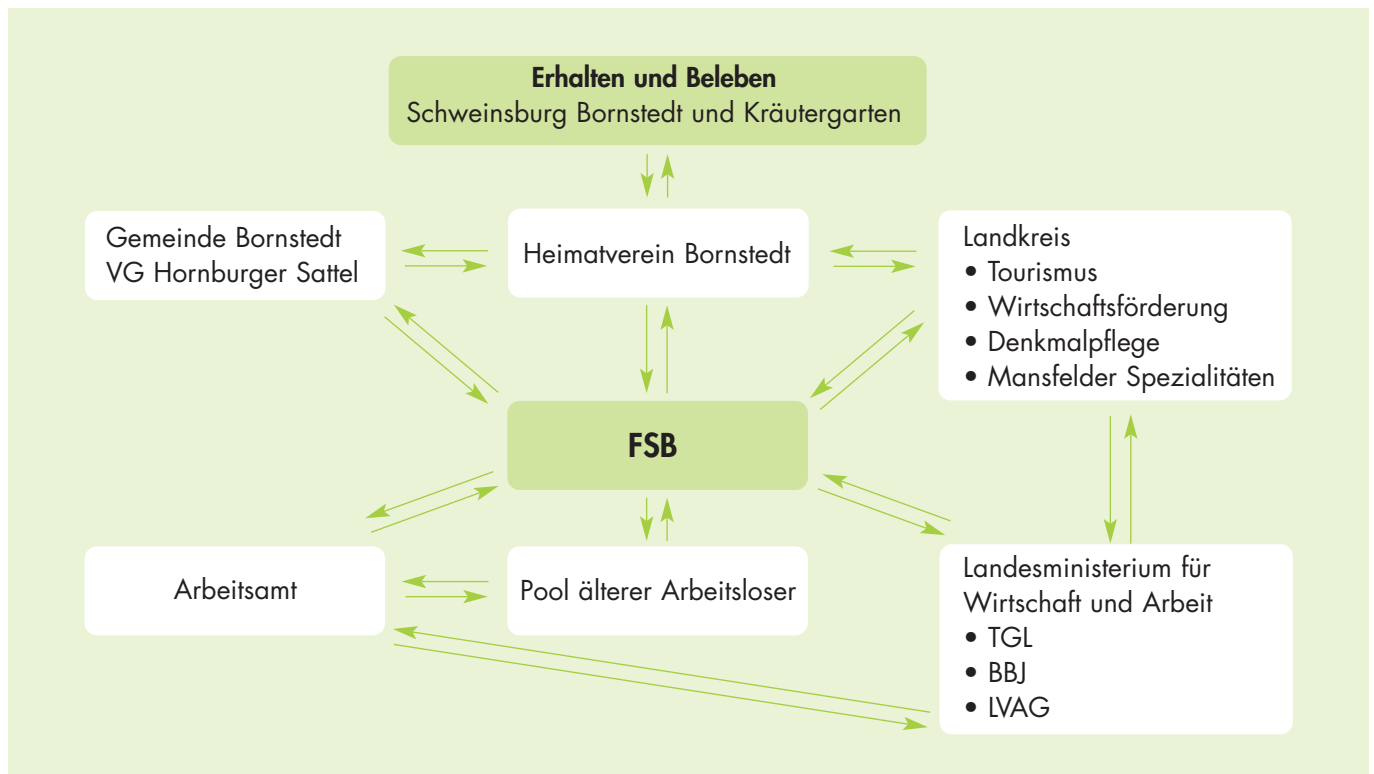 Erhalten und Beleben
Schweinsburg Bornstedt und Kräutergarten
Gemeinde Bornstedt
VG Hornburger Sattel
Heimatverein Bornstedt
Landkreis
• Tourismus
• Wirtschaftsförderung
• Denkmalpflege
• Mansfelder Spezialitäten
FSB
Arbeitsamt
Pool älterer Arbeitsloser
Landesministerium für
Wirtschaft und Arbeit
• TGL
• BBJ
• LVAG